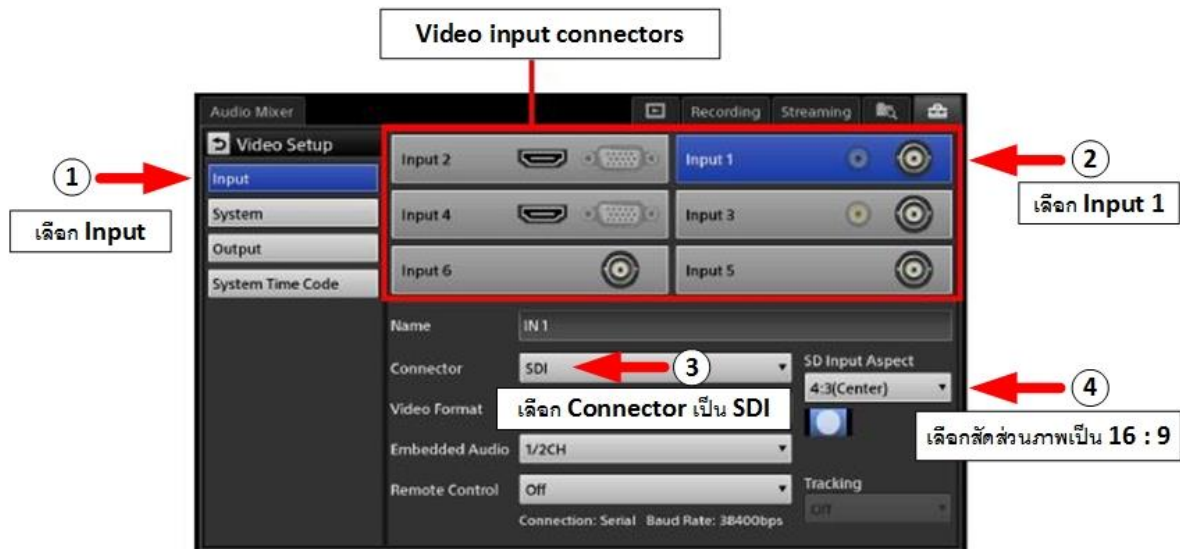 Video input connectors
Audio Mixer
Recording
Streaming
Video Setup
Input
System
Output
System Time Code
Input 2
Input 1
Input 4
Input 3
Input 6
Input 5
1
เลือก Input
2
เลือก Input 1
Name
IN 1
Connector
SDI
3
เลือก Connector เป็น SDI
SD Input Aspect
4:3(Center)
4
เลือกสัดส่วนภาพเป็น 16 : 9
Video Format
Embedded Audio
1/2CH
Remote Control
Off
Tracking
Off
Connection: Serial Baud Rate: 38400bps